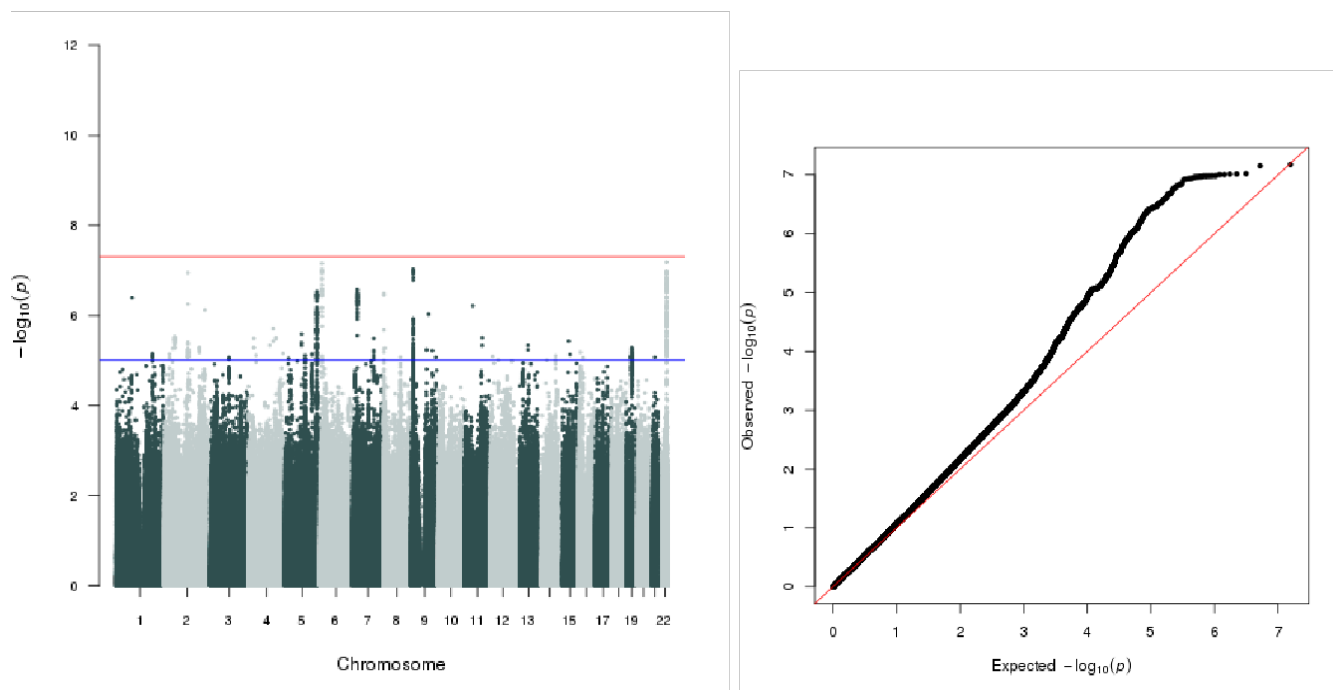 12
10
8
6
4
2
0
−log10(p)
1 2 3 4 5 6 7 8 9 10 11 12 13 15 17 19 22
Chromosome
7
6
5
4
3
2
1
0
Observed −log10(p)
0 1 2 3 4 5 6 7
Expected −log10(p)